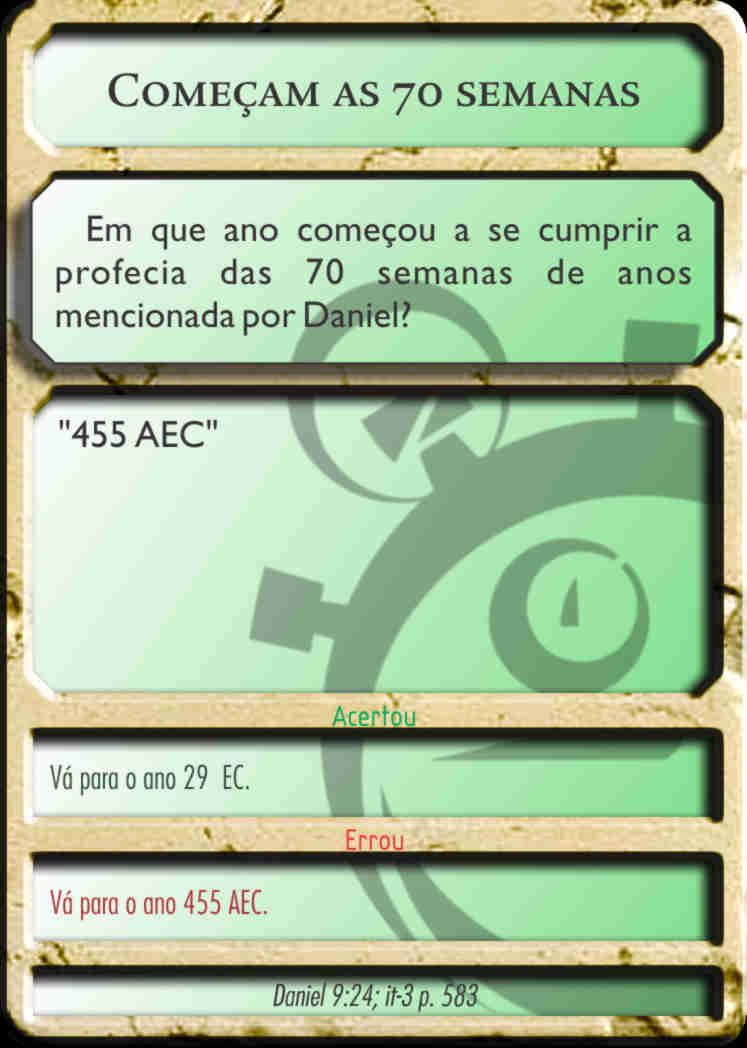 Começam as 70 semanas
Em que ano começou a se cumprir a
profecia das 70 semanas de anos
mencionada por Daniel?
"455 AEC"
Acertou
Vá para o ano 29 EC.
Errou
Vá para o ano 455 AEC.
Daniel 9:24; it-3 p. 583